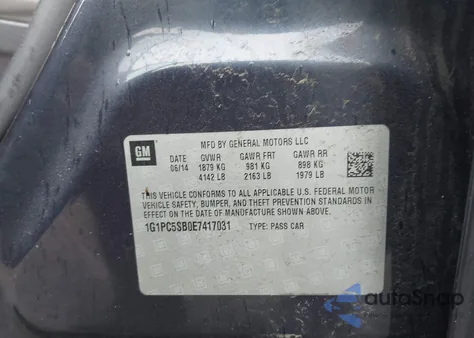 GM
MFD BY GENERAL MOTORS LLC
DATE GVWR GAWR FRT GAWR RR
06/14 1879 KG 981 KG 898 KG
4142 LB 2163 LB 1979 LB
THIS VEHICLE CONFORMS TO ALL APPLICABLE U.S. FEDERAL MOTOR
VEHICLE SAFETY, BUMPER, AND THEFT PREVENTION STANDARDS
IN EFFECT ON THE DATE OF MANUFACTURE SHOWN ABOVE.
1G1PC5SB0E7417031 TYPE: PASS CAR
autoSnap